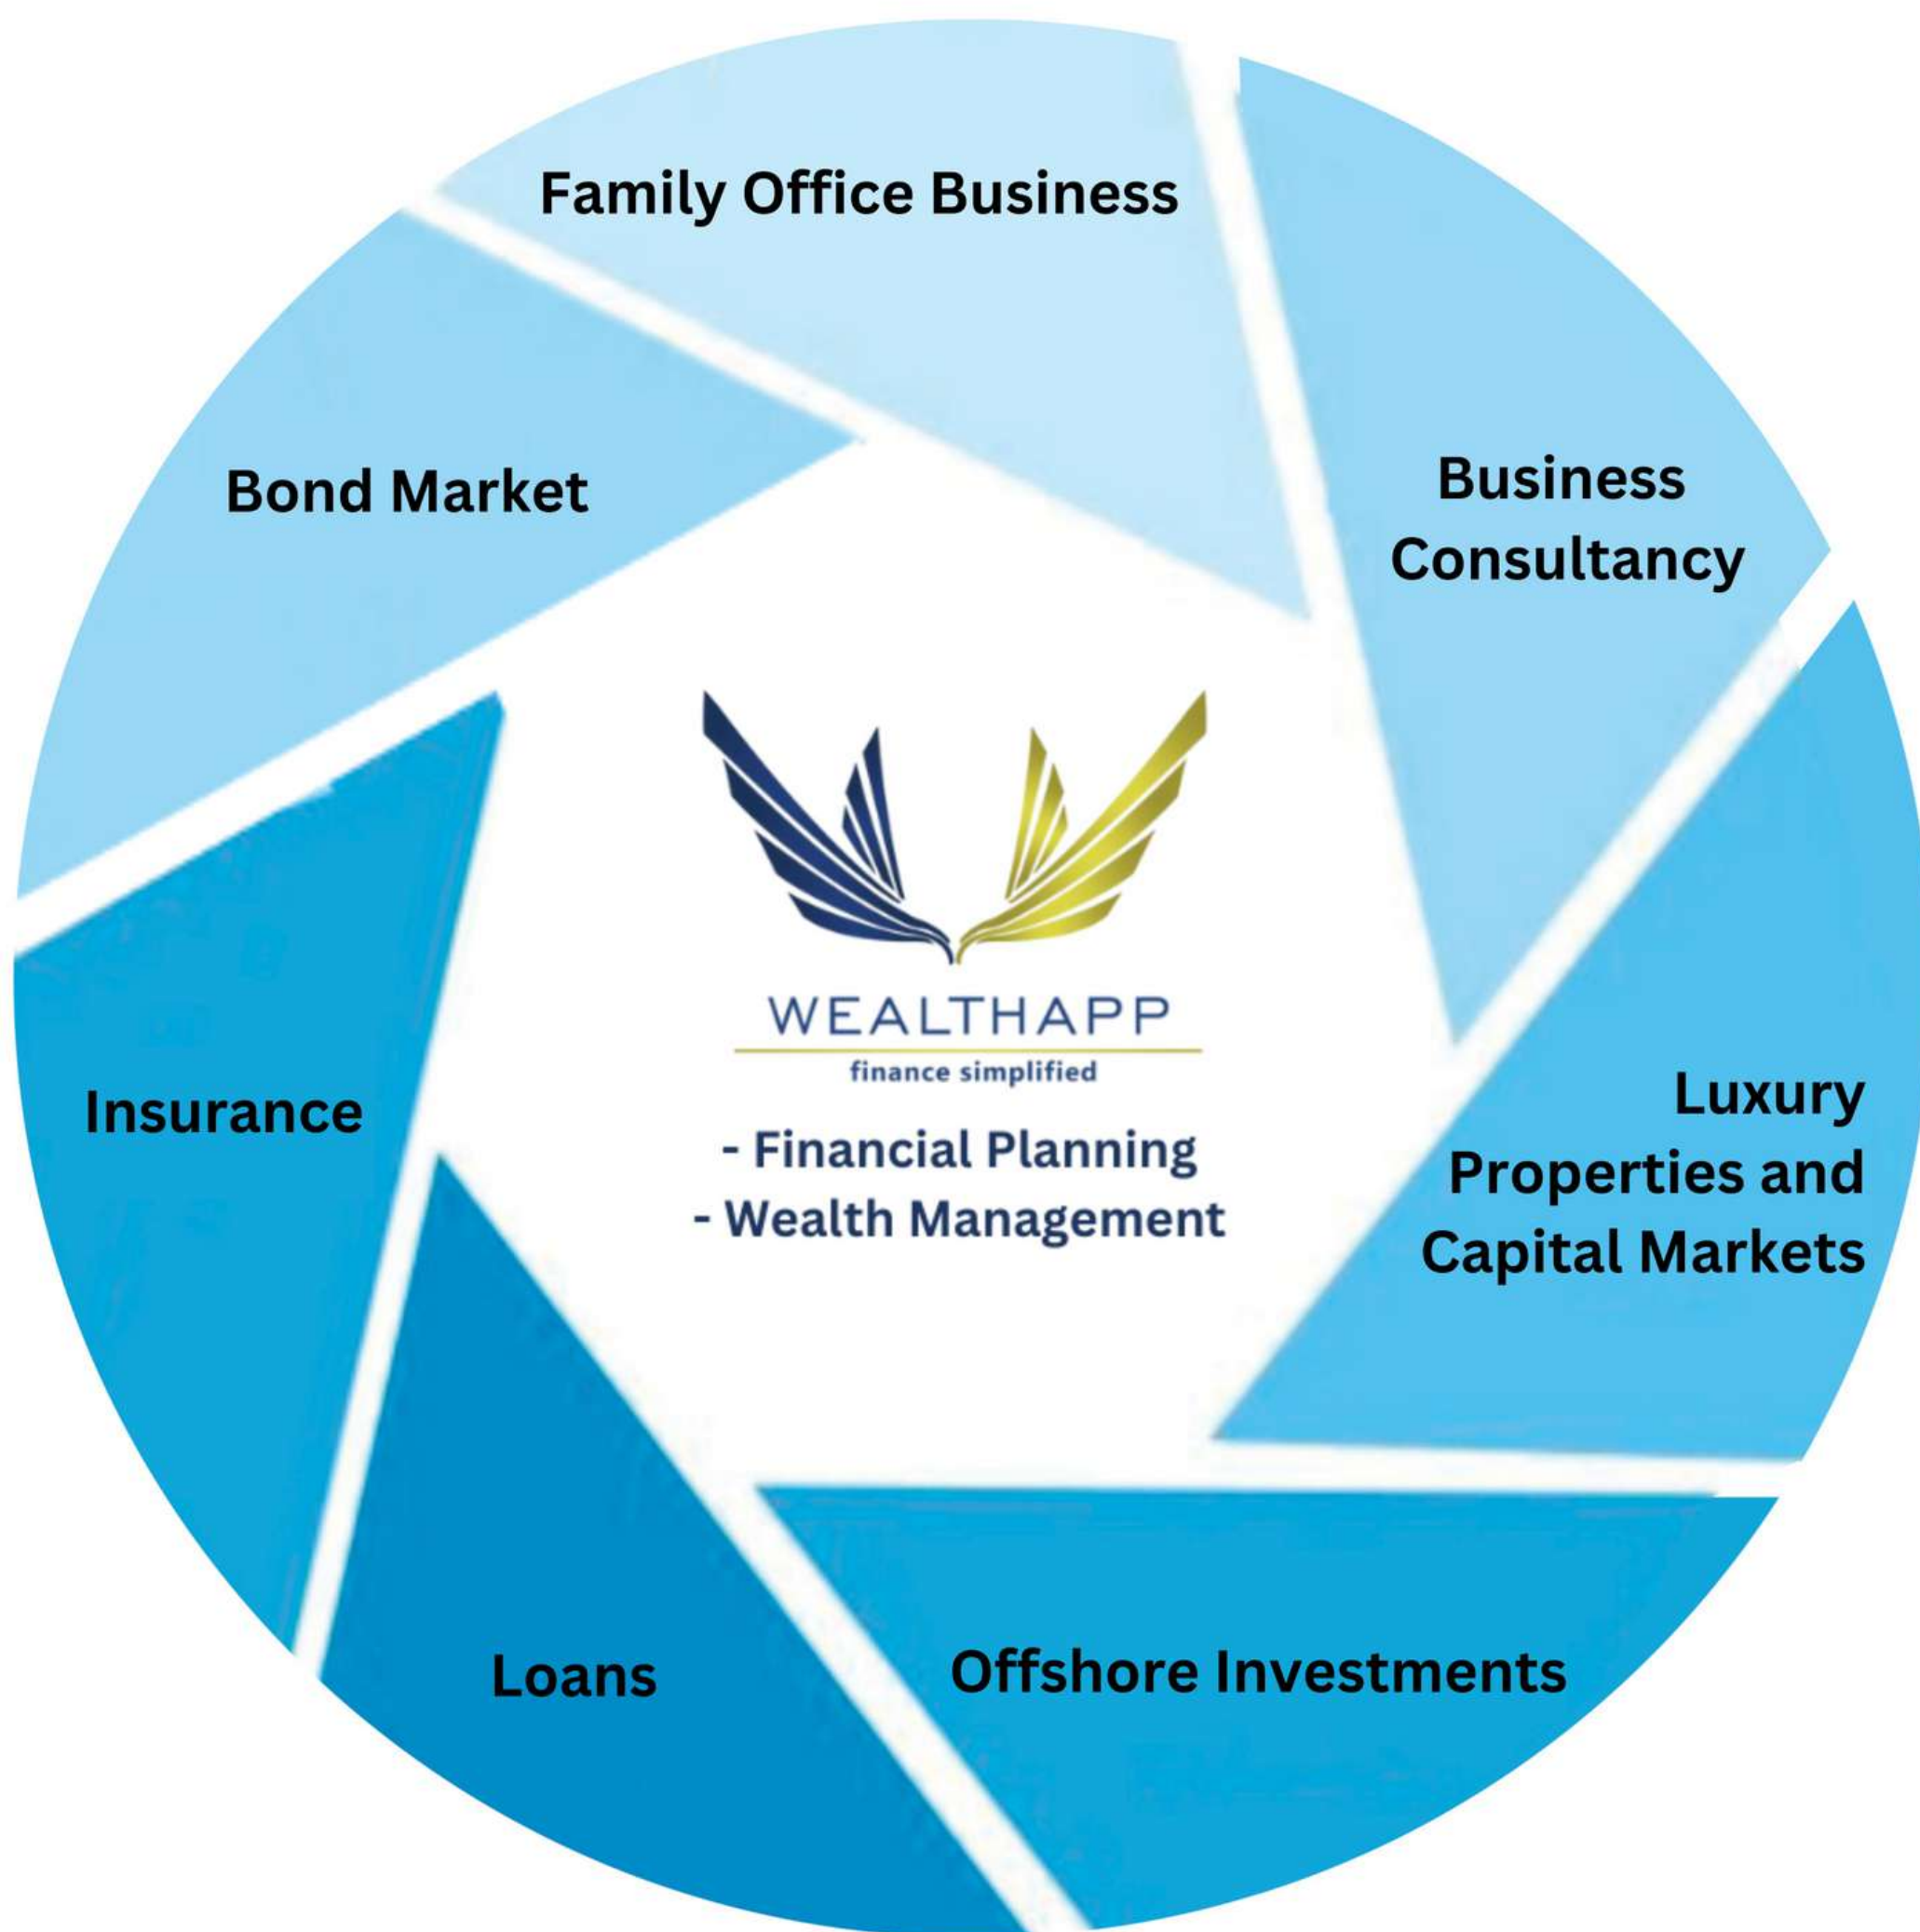 Family Office Business
Bond Market
Business
Consultancy
WEALTHAPP
finance simplified
- Financial Planning
- Wealth Management
Insurance
Luxury
Properties and
Capital Markets
Loans
Offshore Investments